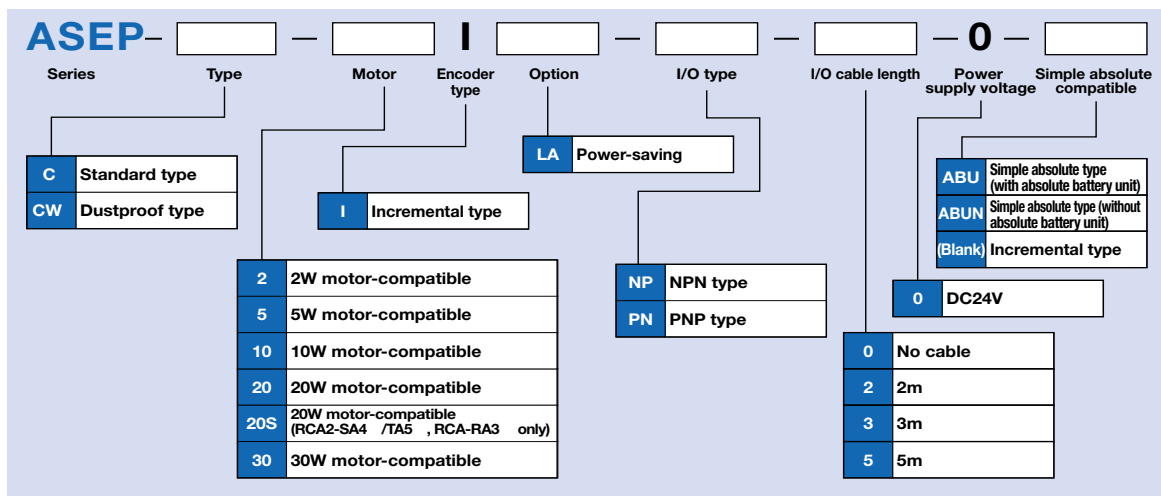 ASEP– – I – – – 0 –
Series Type Motor Encoder type Option I/O type I/O cable length Power supply voltage Simple absolute compatible
C Standard type
CW Dustproof type
I Incremental type
LA Power-saving
ABU Simple absolute type (with absolute battery unit)
ABUN Simple absolute type (without absolute battery unit)
(Blank) Incremental type
2 2W motor-compatible
5 5W motor-compatible
10 10W motor-compatible
20 20W motor-compatible
20S 20W motor-compatible
(RCA2-SA4 /TA5 , RCA-RA3 only)
30 30W motor-compatible
NP NPN type
PN PNP type
0 DC24V
0 No cable
2 2m
3 3m
5 5m